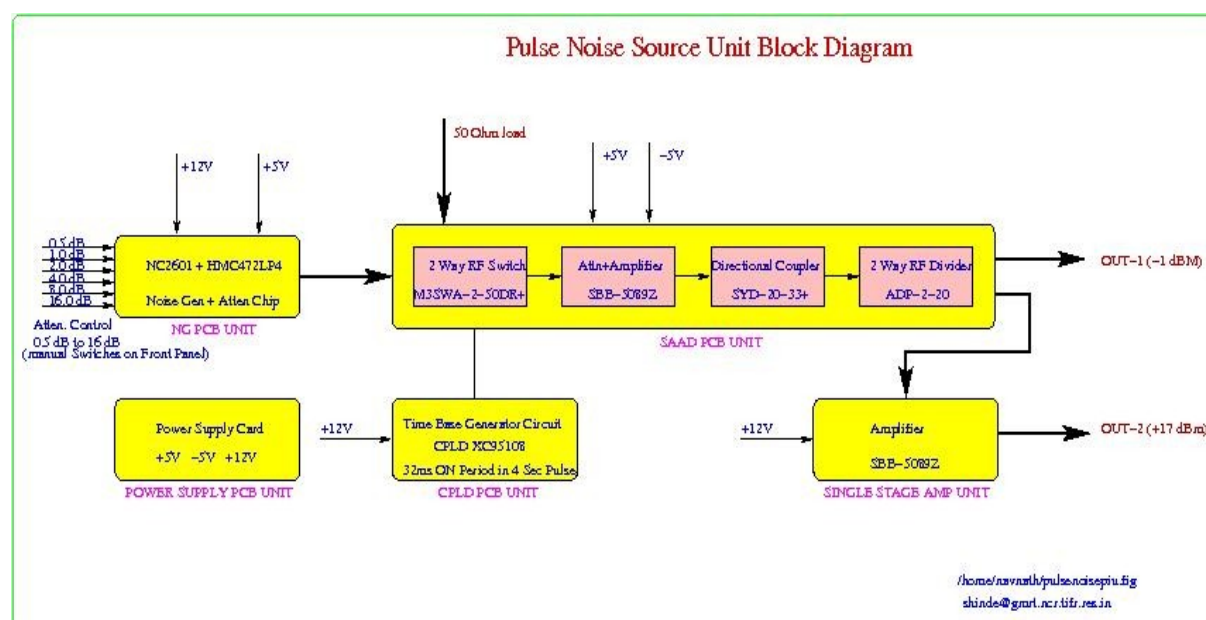 Pulse Noise Source Unit Block Diagram
50 Ohm load
+12V
+5V
+5V
-5V
0.5 dB
1.0 dB
2.0 dB
4.0 dB
8.0 dB
16.0 dB
Atten. Control
0.5 dB to 16 dB
(manual Switches on Front Panel)
NC2601 + HMC472LP4
Noise Gen + Atten Chip
NG PCB UNIT
2 Way RF Switch
M3SWA-2-50DR+
Attn+Amplifier
SBB-5089Z
Directional Coupler
SYD-20-33+
2 Way RF Divider
ADP-2-20
SAAD PCB UNIT
OUT-1 (-1 dBM)
Power Supply Card
+5V -5V +12V
POWER SUPPLY PCB UNIT
+12V
Time Base Generator Circuit
CPLD XC95108
32ms ON Period in 4 Sec Pulse
CPLD PCB UNIT
+12V
Amplifier
SBB-5089Z
SINGLE STAGE AMP UNIT
OUT-2 (+17 dBm)
/home/navnath/pulsenoisepiu.fig
shinde@gmrt.ncr.tifr.res.in